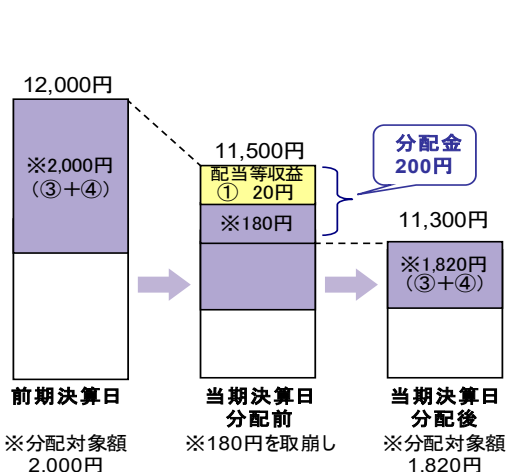 12,000円
※2,000円
(③+④)
前期決算日
※分配対象額
2,000円
11,500円
配当等収益
① 20円
※180円
当期決算日
分配前
※180円を取崩し
分配金
200円
11,300円
※1,820円
(③+④)
当期決算日
分配後
※分配対象額
1,820円